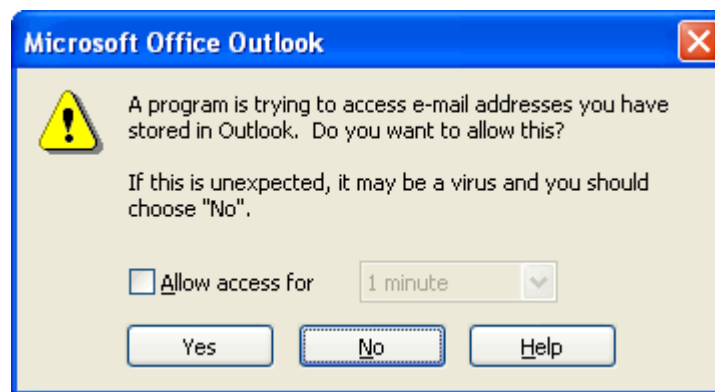 Microsoft Office Outlook
A program is trying to access e-mail addresses you have
stored in Outlook.  Do you want to allow this?
If this is unexpected, it may be a virus and you should
choose "No".
Allow access for 1 minute
Yes No Help